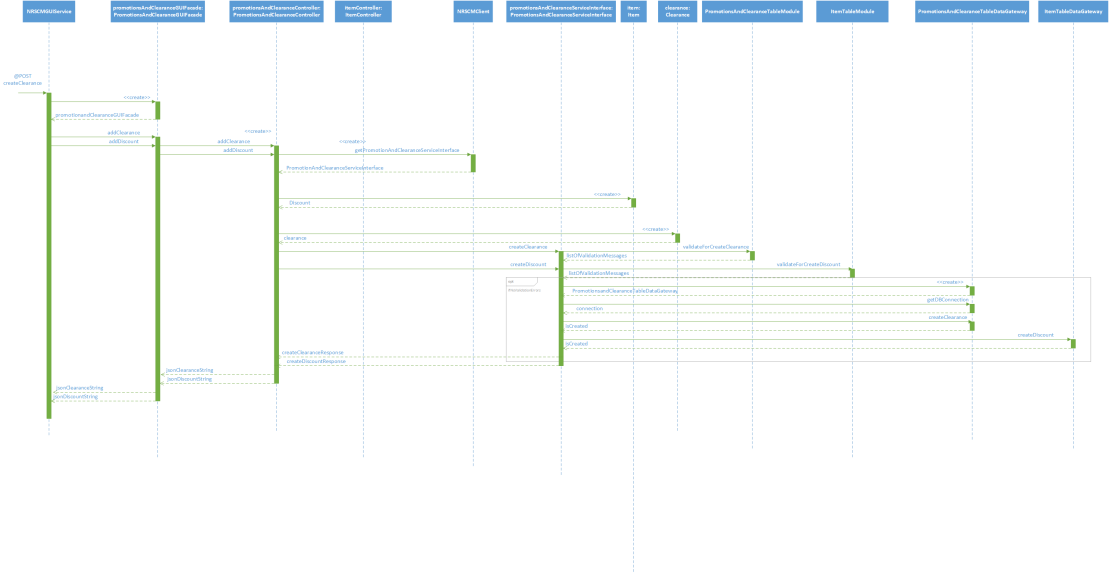 NRSCMGUIService
promotionsAndClearanceGUIFacade:
PromotionsAndClearanceGUIFacade
promotionsAndClearanceController:
PromotionsAndClearanceController
itemController:
ItemController
NRSCMClient
promotionsAndClearanceServiceInterface:
PromotionsAndClearanceServiceInterface
item:
Item
clearance:
Clearance
PromotionsAndClearanceTableModule
ItemTableModule
PromotionsAndClearanceTableDataGateway
ItemTableDataGateway
@POST
createClearance
<<create>>
promotionandClearanceGUIFacade
addClearance
<<create>>
addDiscount
addClearance
<<create>>
addDiscount
getPromotionAndClearanceServiceInterface
PromotionAndClearanceServiceInterface
<<create>>
Discount
<<create>>
clearance
createClearance
validateForCreateClearance
listOfValidationMessages
createDiscount
validateForCreateDiscount
listOfValidationMessages
<<create>>
PromotionsandClearanceTableDataGateway
getDBConnention
connection
createClearance
isCreated
createDiscount
isCreated
createClearanceResponse
createDiscountResponse
jsonClearanceString
jsonDiscountString
jsonClearanceString
jsonDiscountString